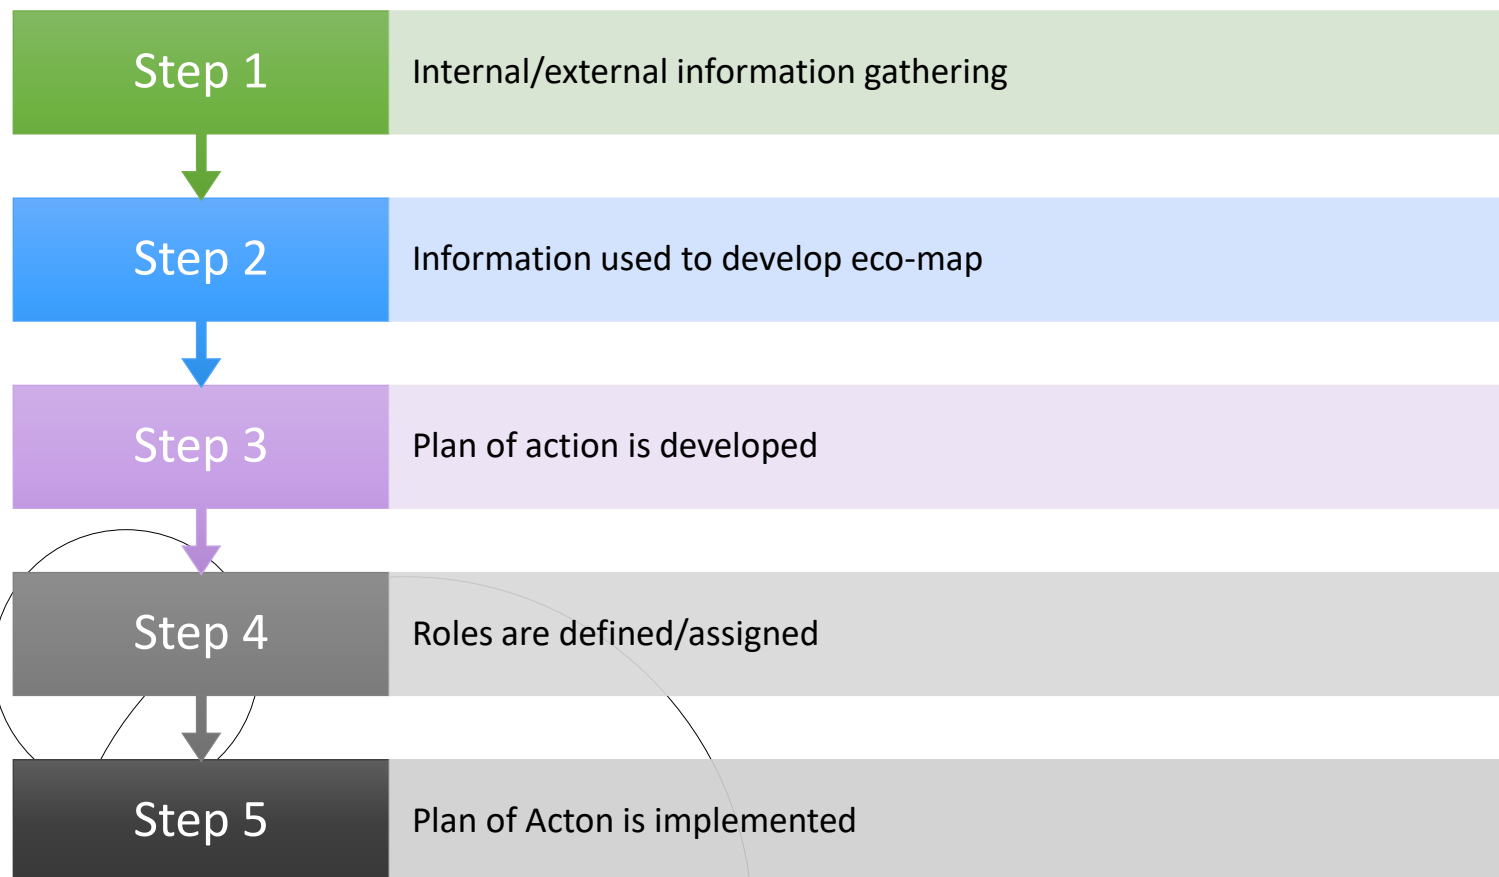 Step 1
Internal/external information gathering
Step 2
Information used to develop eco-map
Step 3
Plan of action is developed
Step 4
Roles are defined/assigned
Step 5
Plan of Acton is implemented